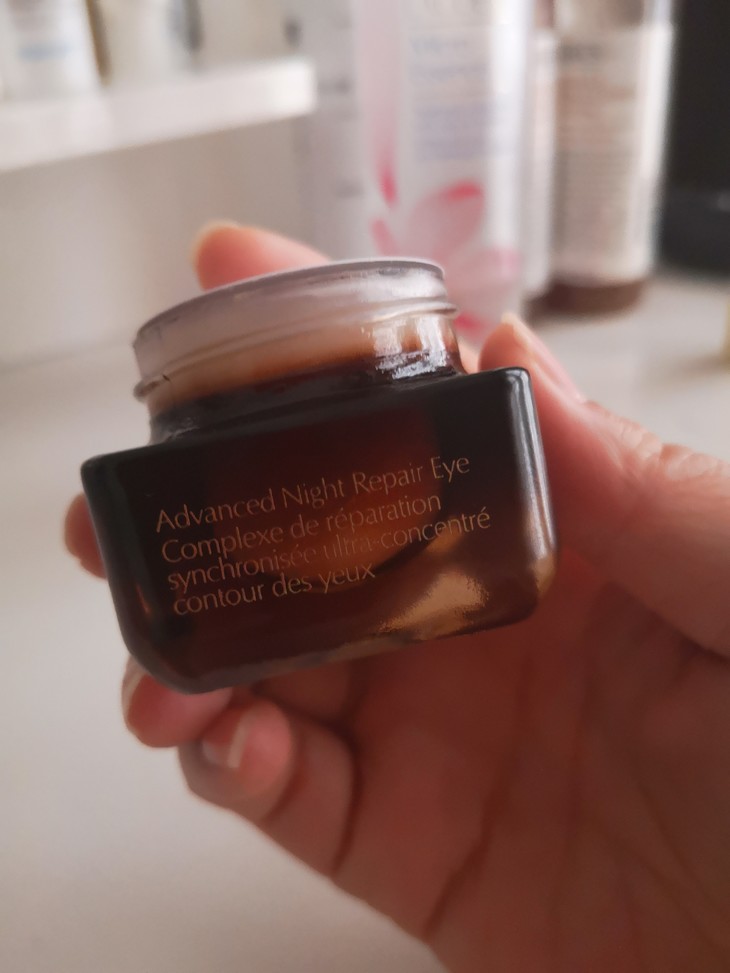 Advanced Night Repair Eye
Complexe de réparation
synchronisée ultra-concentré
contour des yeux